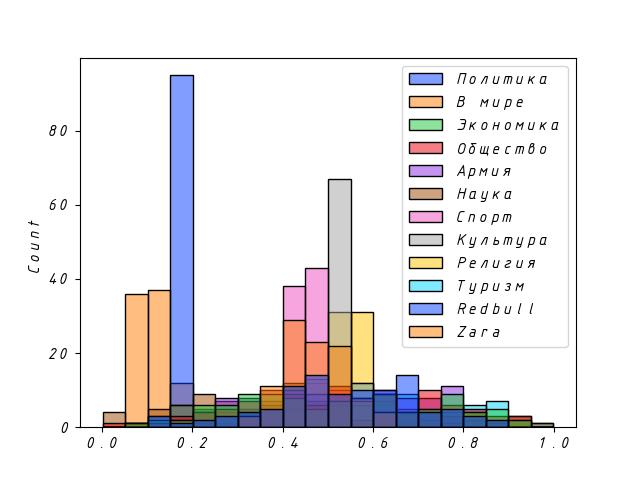 Политика
В мире
Экономика
Общество
Армия
Наука
Спорт
Культура
Религия
Туризм
Redbull
Zara
Count
80
60
40
20
0
0.0 0.2 0.4 0.6 0.8 1.0